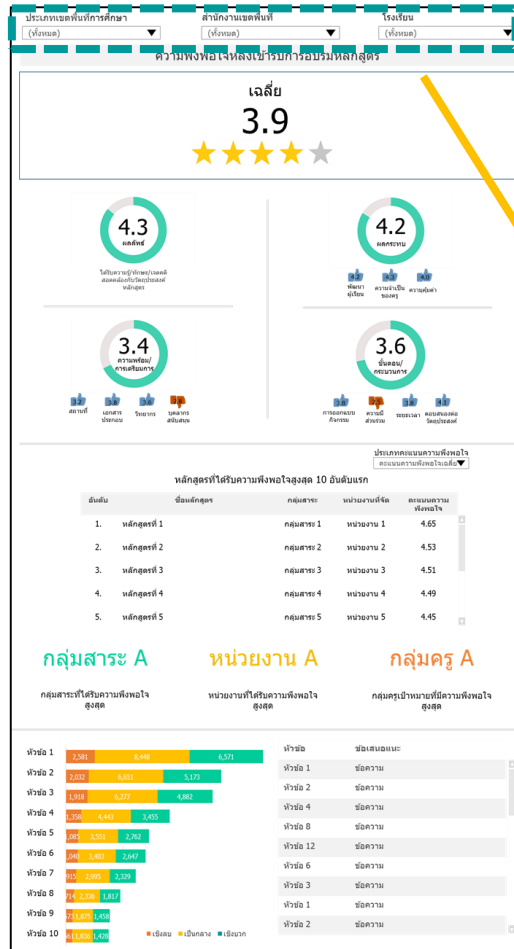 ประเภทเขตพื้นที่การศึกษา สำนักงานเขตพื้นที่ โรงเรียน
(ทั้งหมด) (ทั้งหมด) (ทั้งหมด)
ความพึงพอใจหลังเข้ารับการอบรมหลักสูตร
เฉลี่ย
3.9
4.3
ผลลัพธ์
ได้รับความรู้/ทักษะ/เจตคติ
สอดคล้องกับวัตถุประสงค์
หลักสูตร
4.2
ผลกระทบ
4.2 4.3 4.0
พัฒนา
ผู้เรียน
ความจำเป็น
ของครู
ความคุ้มค่า
3.4
ความพร้อม/
การเตรียมการ
3.2 3.8 3.6
สถานที่
เอกสาร
ประกอบ
วิทยากร
บุคลากร
สนับสนุน
3.6
ขั้นตอน/
กระบวนการ
3.8 3.8 4.1
การออกแบบ
กิจกรรม
ความมี
ส่วนร่วม
ระยะเวลา
ตอบสนองต่อ
วัตถุประสงค์
ประเภทคะแนนความพึงพอใจ
คะแนนความพึงพอใจเฉลี่ย
หลักสูตรที่ได้รับความพึงพอใจสูงสุด 10 อันดับแรก
อันดับ ชื่อหลักสูตร กลุ่มสาระ หน่วยงานที่จัด คะแนนความ
พึงพอใจ
1. หลักสูตรที่ 1 กลุ่มสาระ 1 หน่วยงาน 1 4.65
2. หลักสูตรที่ 2 กลุ่มสาระ 2 หน่วยงาน 2 4.53
3. หลักสูตรที่ 3 กลุ่มสาระ 3 หน่วยงาน 3 4.51
4. หลักสูตรที่ 4 กลุ่มสาระ 4 หน่วยงาน 4 4.49
5. หลักสูตรที่ 5 กลุ่มสาระ 5 หน่วยงาน 5 4.45
กลุ่มสาระ A หน่วยงาน A กลุ่มครู A
กลุ่มสาระที่ได้รับความพึงพอใจ
สูงสุด
หน่วยงานที่ได้รับความพึงพอใจ
สูงสุด
กลุ่มครูเป้าหมายที่มีความพึงพอใจ
สูงสุด
หัวข้อ 1 2,581 8,448 6,571
หัวข้อ 2 2,032 6,651 5,173
หัวข้อ 3 1,918 6,277 4,882
หัวข้อ 4 1,358 4,443 3,455
หัวข้อ 5 1,085 3,551 2,762
หัวข้อ 6 1,040 3,403 2,647
หัวข้อ 7 915 2,995 2,329
หัวข้อ 8 714 2,336 1,817
หัวข้อ 9 573 1,875 1,458
หัวข้อ 10 561 1,836 1,428
เชิงลบ เป็นกลาง เชิงบวก
หัวข้อ ข้อเสนอแนะ
หัวข้อ 1 ข้อความ
หัวข้อ 2 ข้อความ
หัวข้อ 4 ข้อความ
หัวข้อ 8 ข้อความ
หัวข้อ 12 ข้อความ
หัวข้อ 6 ข้อความ
หัวข้อ 3 ข้อความ
หัวข้อ 1 ข้อความ
หัวข้อ 2 ข้อความ